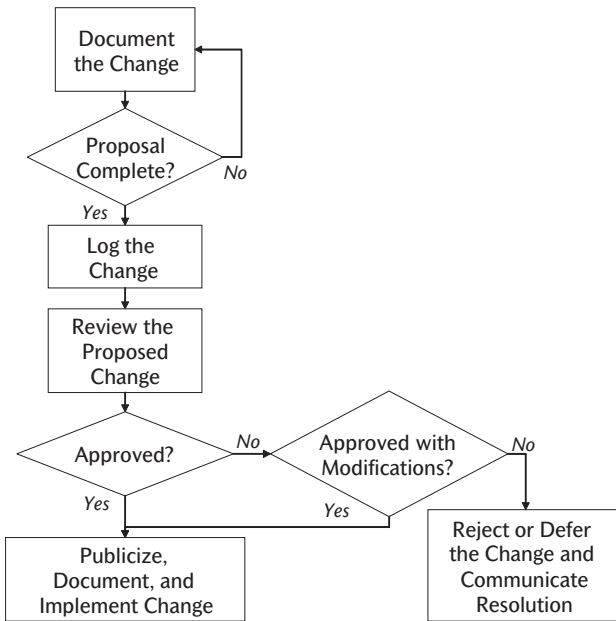 Document
the Change
Proposal
Complete?
No
Yes
Log the
Change
Review the
Proposed
Change
Approved?
No
Approved with
Modifications?
No
Yes
Yes
Publicize,
Document, and
Implement Change
Reject or Defer
the Change and
Communicate
Resolution